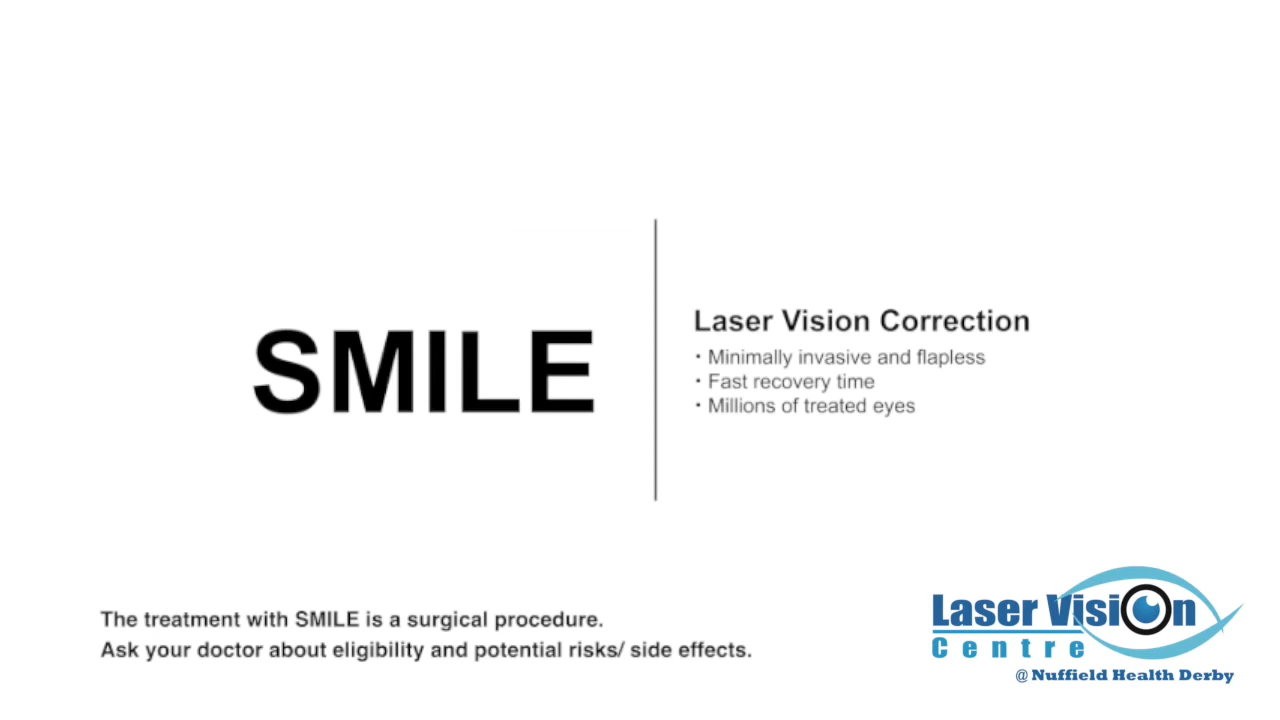 SMILE
Laser Vision Correction
· Minimally invasive and flapless
· Fast recovery time
· Millions of treated eyes
The treatment with SMILE is a surgical procedure.
Ask your doctor about eligibility and potential risks/ side effects.
Laser Vision
Centre
@ Nuffield Health Derby